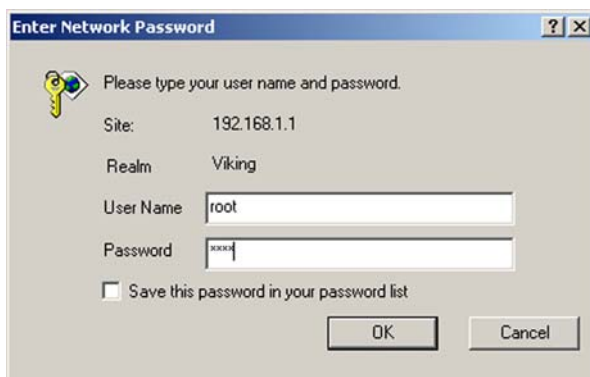 Enter Network Password
? ×
Please type your user name and password.
Site: 192.168.1.1
Realm Viking
User Name root
Password xxxx
Save this password in your password list
OK Cancel